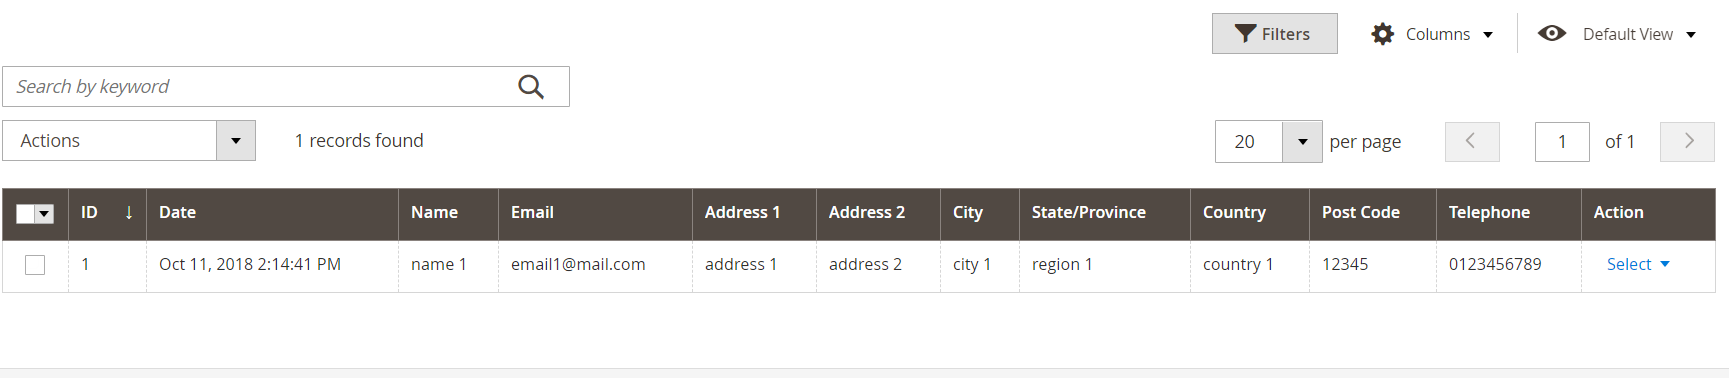 Filters Columns Default View
Search by keyword
Actions 1 records found 20 per page 1 of 1
ID ↓ Date Name Email Address 1 Address 2 City State/Province Country Post Code Telephone Action
1 Oct 11, 2018 2:14:41 PM name 1 email1@mail.com address 1 address 2 city 1 region 1 country 1 12345 0123456789 Select